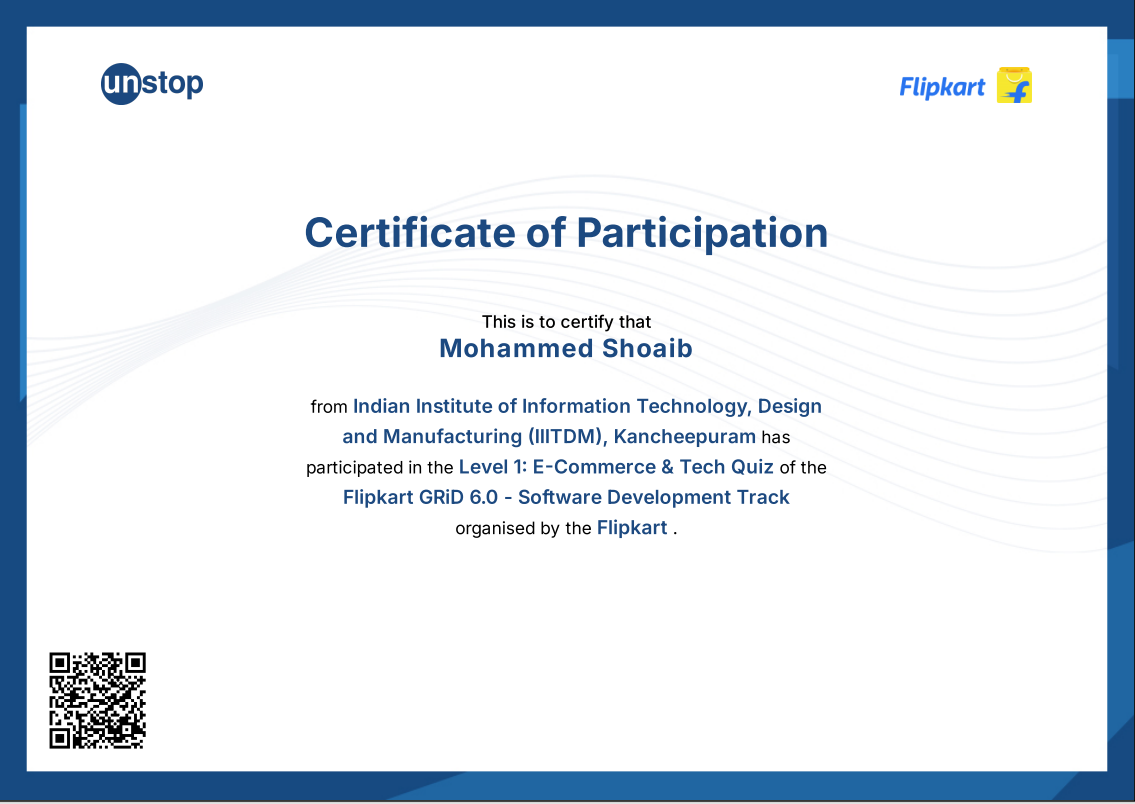 unstop
Flipkart
Certificate of Participation
This is to certify that
Mohammed Shoaib
from Indian Institute of Information Technology, Design
and Manufacturing (IIITDM), Kancheepuram has
participated in the Level 1: E-Commerce & Tech Quiz of the
Flipkart GRiD 6.0 - Software Development Track
organised by the Flipkart .